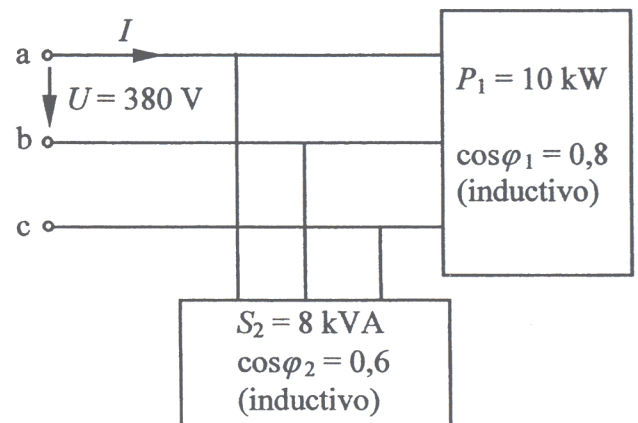 I
a
U = 380 V
b
c
P₁ = 10 kW
cosφ₁ = 0,8
(inductivo)
S₂ = 8 kVA
cosφ₂ = 0,6
(inductivo)